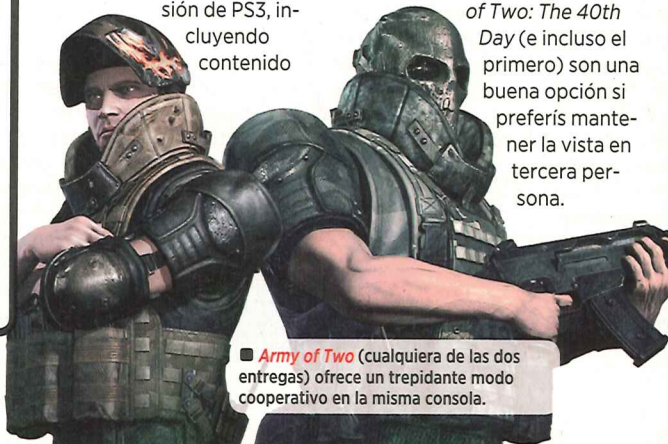 sión de PS3, in-
cluyendo
contenido
of Two: The 40th
Day (e incluso el
primero) son una
buena opción si
preferís mante-
ner la vista en
tercera per-
sona.
Army of Two (cualquiera de las dos
entregas) ofrece un trepidante modo
cooperativo en la misma consola.